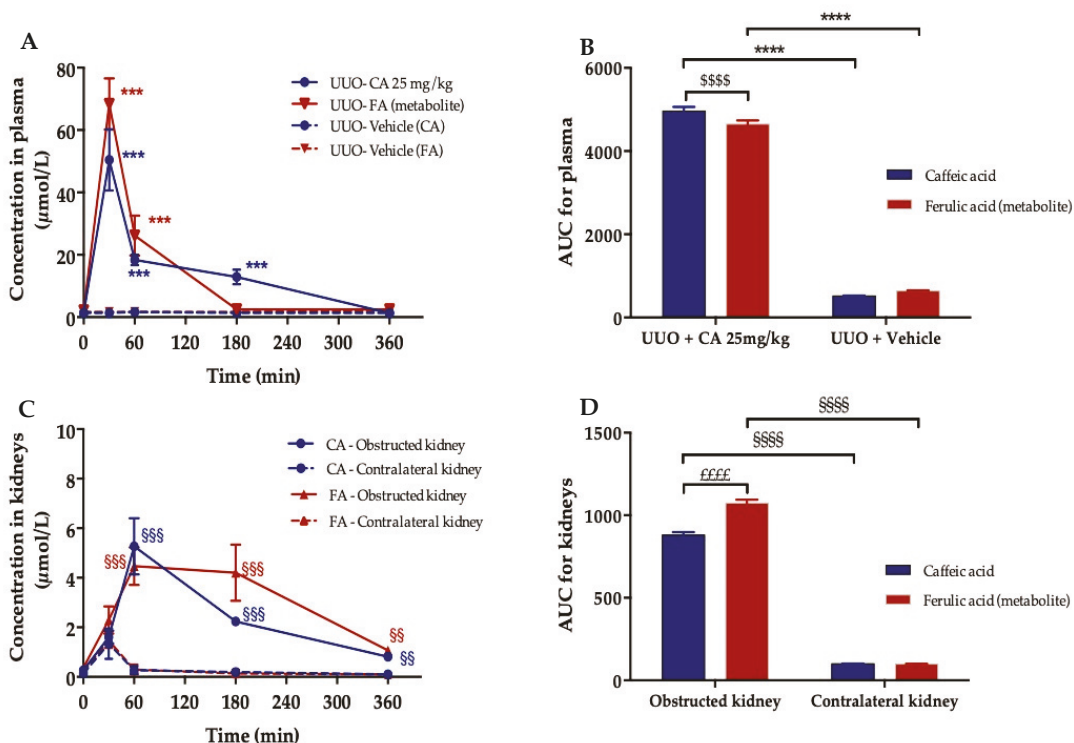 A
Concentration in plasma
(µmol/L)
80
60
40
20
0
***
***
***
***
***
UUO- CA 25 mg/kg
UUO- FA (metabolite)
UUO- Vehicle (CA)
UUO- Vehicle (FA)
0 60 120 180 240 300 360
Time (min)
B
AUC for plasma
6000
4000
2000
0
****
****
$$$$
Caffeic acid
Ferulic acid (metabolite)
UUO + CA 25mg/kg UUO + Vehicle
C
Concentration in kidneys
(µmol/L)
10
8
6
4
2
0
CA - Obstructed kidney
CA - Contralateral kidney
FA - Obstructed kidney
FA - Contralateral kidney
§§§
§§§
§§§
§§§
§§
§§
0 60 120 180 240 300 360
Time (min)
D
AUC for kidneys
1500
1000
500
0
§§§§
§§§§
££££
Caffeic acid
Ferulic acid (metabolite)
Obstructed kidney Contralateral kidney